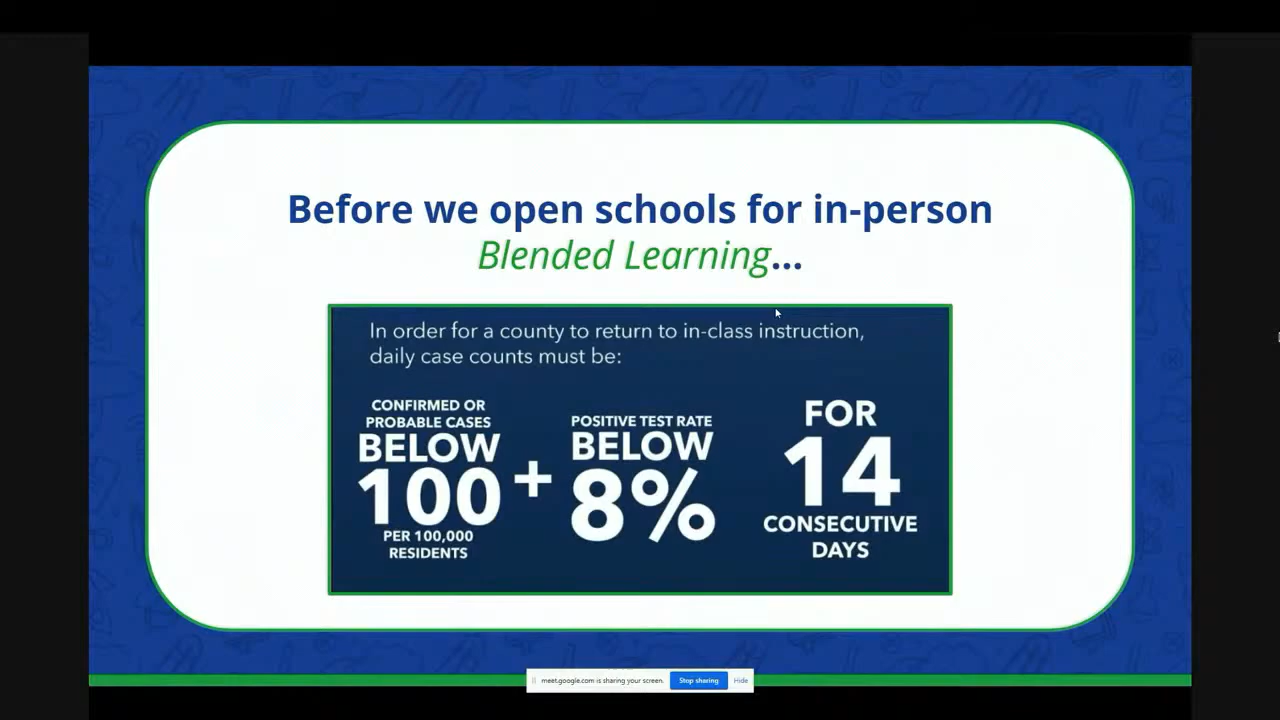 Before we open schools for in-person
Blended Learning...
In order for a county to return to in-class instruction,
daily case counts must be:
CONFIRMED OR
PROBABLE CASES
BELOW
100
PER 100,000
RESIDENTS
+
POSITIVE TEST RATE
BELOW
8%
FOR
14
CONSECUTIVE
DAYS
meet.google.com is sharing your screen.
Stop sharing
Hide